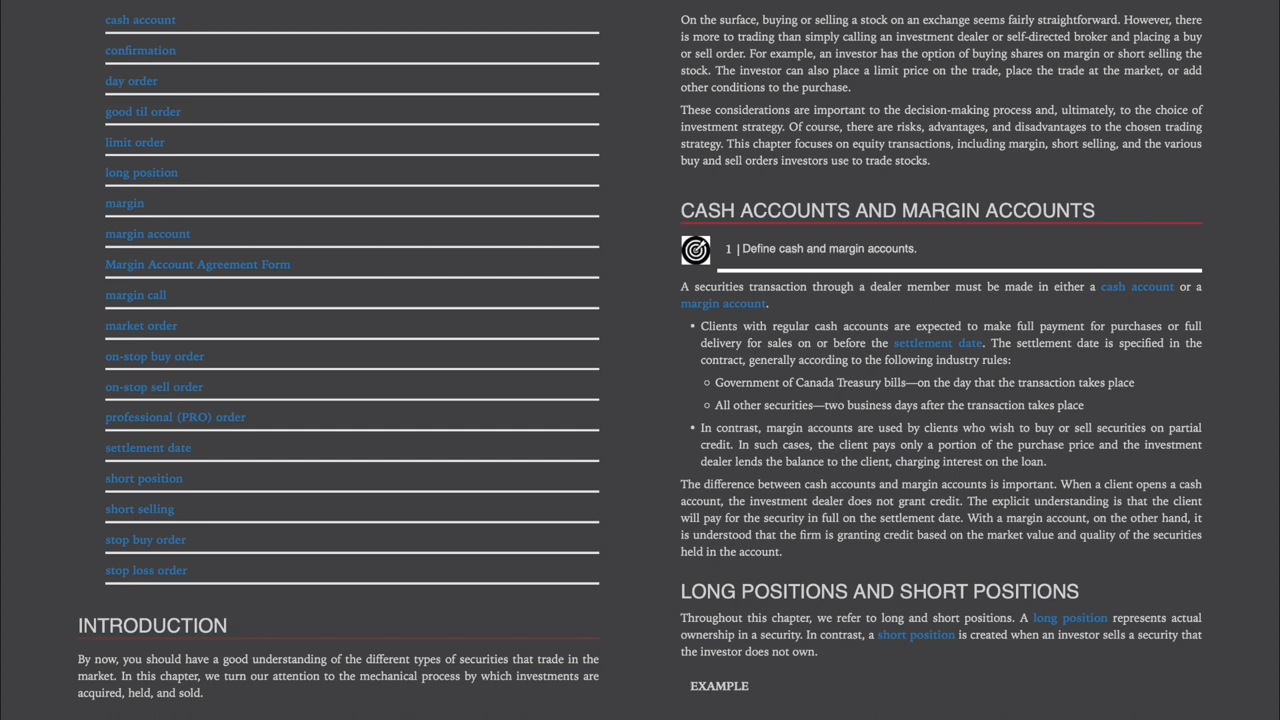 cash account
confirmation
day order
good til order
limit order
long position
margin
margin account
Margin Account Agreement Form
margin call
market order
on-stop buy order
on-stop sell order
professional (PRO) order
settlement date
short position
short selling
stop buy order
stop loss order
INTRODUCTION
By now, you should have a good understanding of the different types of securities that trade in the
market. In this chapter, we turn our attention to the mechanical process by which investments are
acquired, held, and sold.
On the surface, buying or selling a stock on an exchange seems fairly straightforward. However, there
is more to trading than simply calling an investment dealer or self-directed broker and placing a buy
or sell order. For example, an investor has the option of buying shares on margin or short selling the
stock. The investor can also place a limit price on the trade, place the trade at the market, or add
other conditions to the purchase.
These considerations are important to the decision-making process and, ultimately, to the choice of
investment strategy. Of course, there are risks, advantages, and disadvantages to the chosen trading
strategy. This chapter focuses on equity transactions, including margin, short selling, and the various
buy and sell orders investors use to trade stocks.
CASH ACCOUNTS AND MARGIN ACCOUNTS
1 | Define cash and margin accounts.
A securities transaction through a dealer member must be made in either a cash account or a
margin account.
• Clients with regular cash accounts are expected to make full payment for purchases or full
delivery for sales on or before the settlement date. The settlement date is specified in the
contract, generally according to the following industry rules:
○ Government of Canada Treasury bills—on the day that the transaction takes place
○ All other securities—two business days after the transaction takes place
• In contrast, margin accounts are used by clients who wish to buy or sell securities on partial
credit. In such cases, the client pays only a portion of the purchase price and the investment
dealer lends the balance to the client, charging interest on the loan.
The difference between cash accounts and margin accounts is important. When a client opens a cash
account, the investment dealer does not grant credit. The explicit understanding is that the client
will pay for the security in full on the settlement date. With a margin account, on the other hand, it
is understood that the firm is granting credit based on the market value and quality of the securities
held in the account.
LONG POSITIONS AND SHORT POSITIONS
Throughout this chapter, we refer to long and short positions. A long position represents actual
ownership in a security. In contrast, a short position is created when an investor sells a security that
the investor does not own.
EXAMPLE